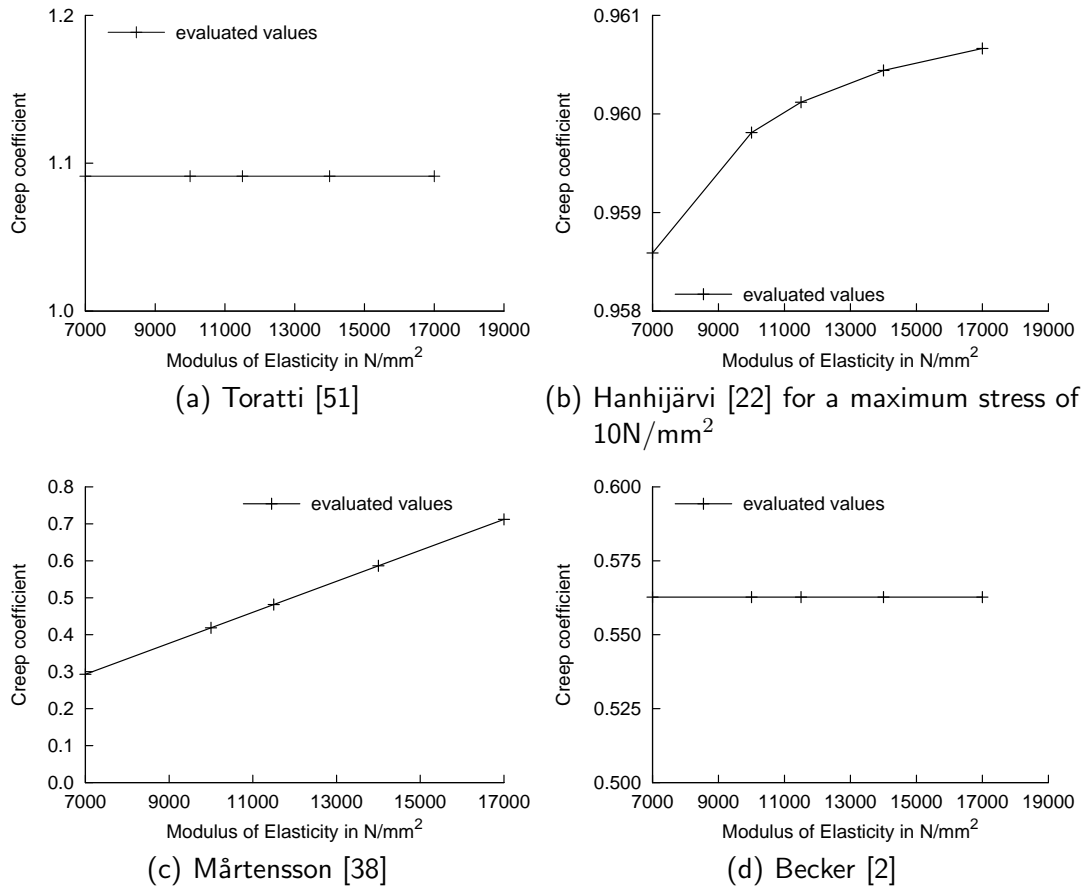 1.2
evaluated values
1.1
1.0
Creep coefficient
7000 9000 11000 13000 15000 17000 19000
Modulus of Elasticity in N/mm²
(a) Toratti [51]
0.961
0.960
0.959
0.958
evaluated values
Creep coefficient
7000 9000 11000 13000 15000 17000 19000
Modulus of Elasticity in N/mm²
(b) Hanhijärvi [22] for a maximum stress of
10N/mm²
0.8
evaluated values
0.7
0.6
0.5
0.4
0.3
0.2
0.1
0.0
Creep coefficient
7000 9000 11000 13000 15000 17000
Modulus of Elasticity in N/mm²
(c) Mårtensson [38]
0.600
evaluated values
0.575
0.550
0.525
0.500
Creep coefficient
7000 9000 11000 13000 15000 17000 19000
Modulus of Elasticity in N/mm²
(d) Becker [2]